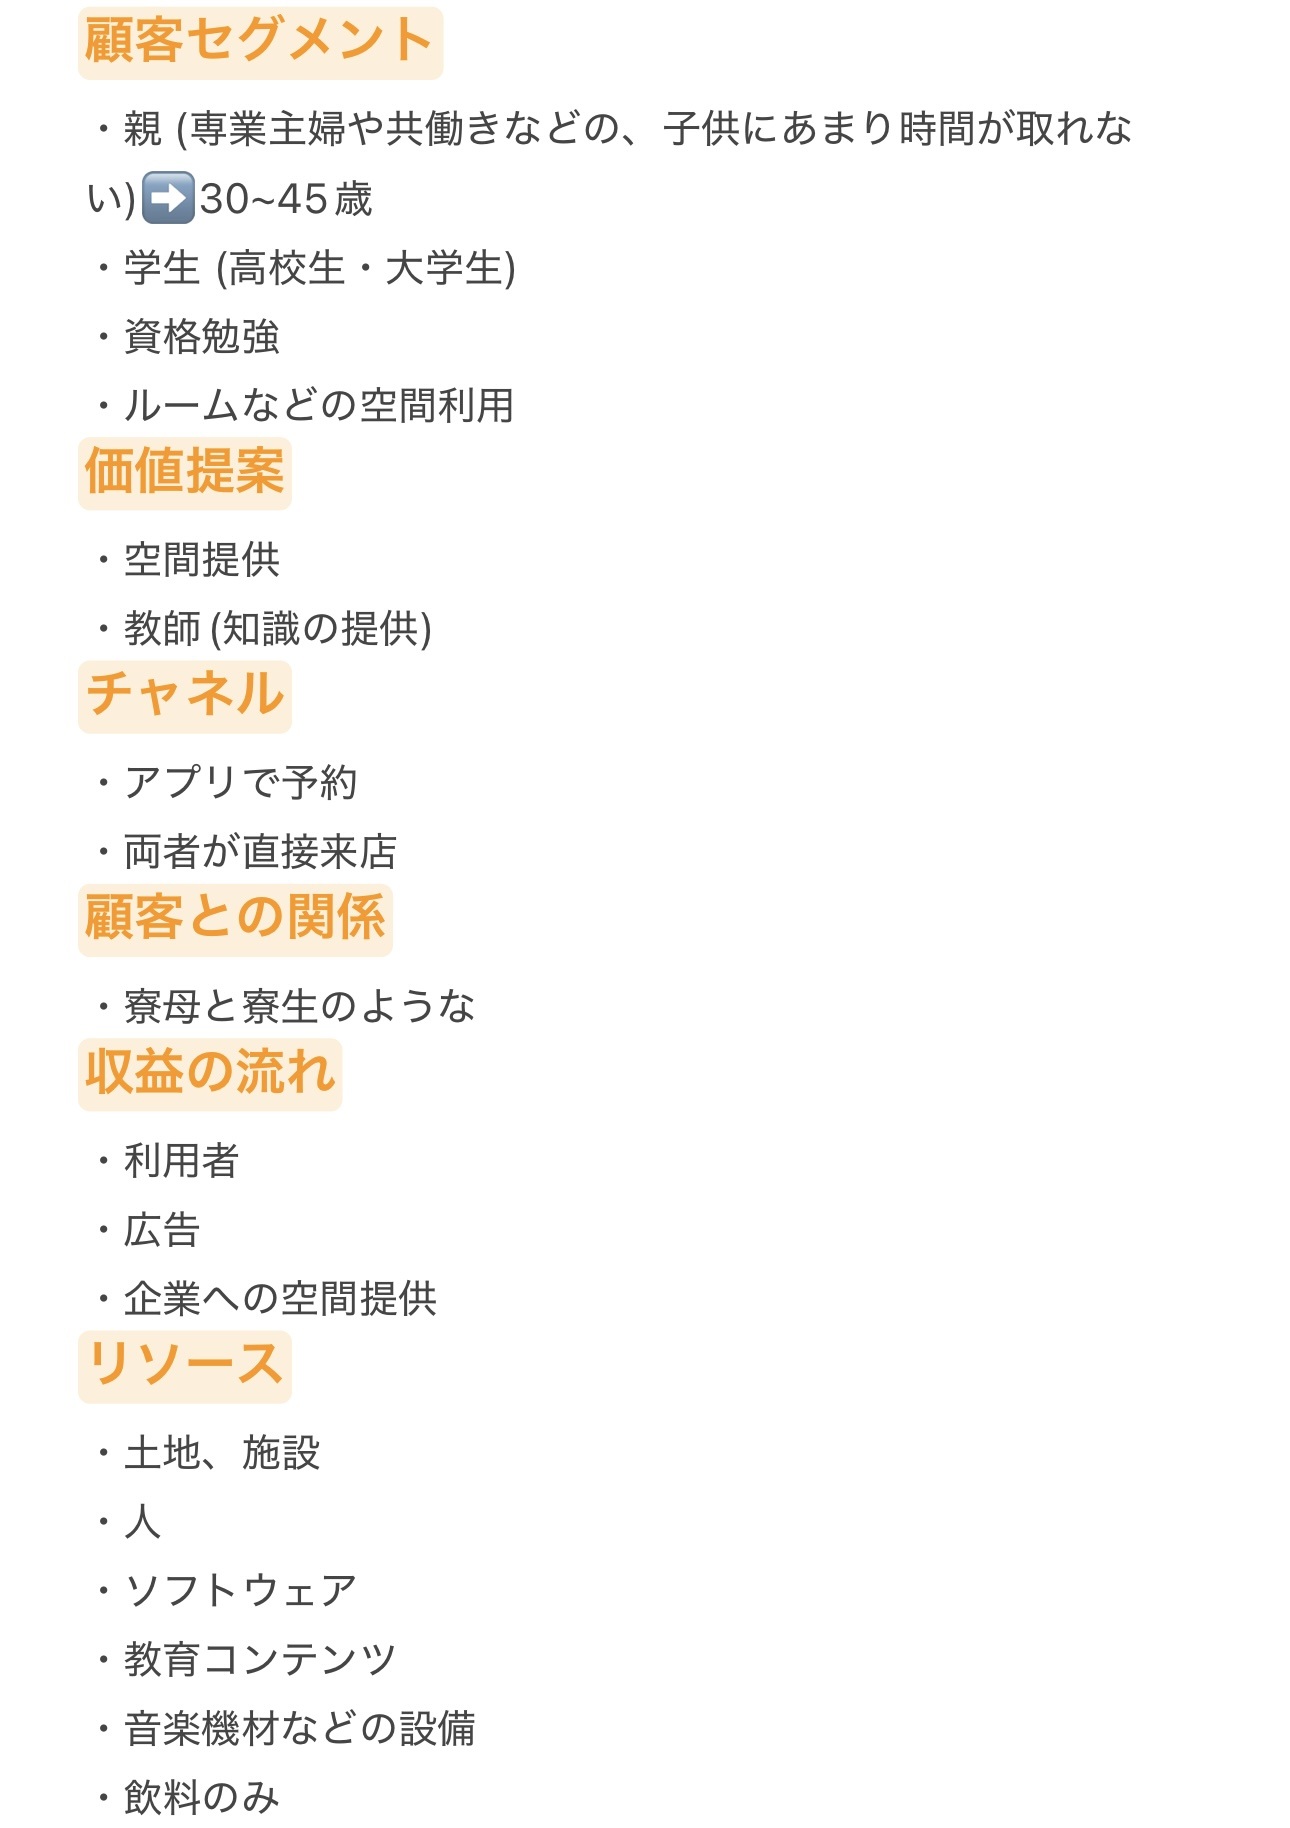 顧客セグメント
・親 (専業主婦や共働きなどの、子供にあまり時間が取れな
い)➡️30~45歳
・学生 (高校生・大学生)
・資格勉強
・ルームなどの空間利用
価値提案
・空間提供
・教師 (知識の提供)
チャネル
・アプリで予約
・両者が直接来店
顧客との関係
・寮母と寮生のような
収益の流れ
・利用者
・広告
・企業への空間提供
リソース
・土地、施設
・人
・ソフトウェア
・教育コンテンツ
・音楽機材などの設備
・飲料のみ